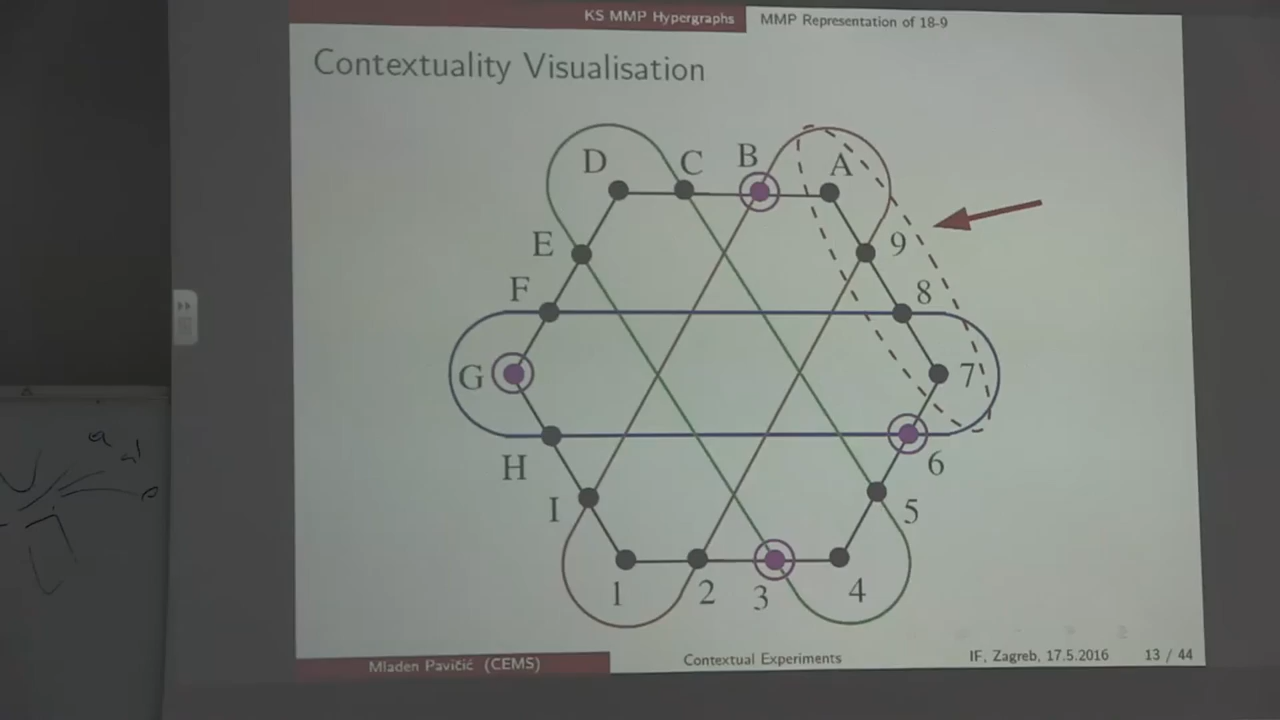 KS MMP Hypergraphs MMP Representation of 18-9
Contextuality Visualisation
D C B A
E 9
F 8
G 7
H 6
I 5
1 2 3 4
a
d
Mladen Pavičić (CEMS) Contextual Experiments IF, Zagreb, 17.5.2016 13 / 44